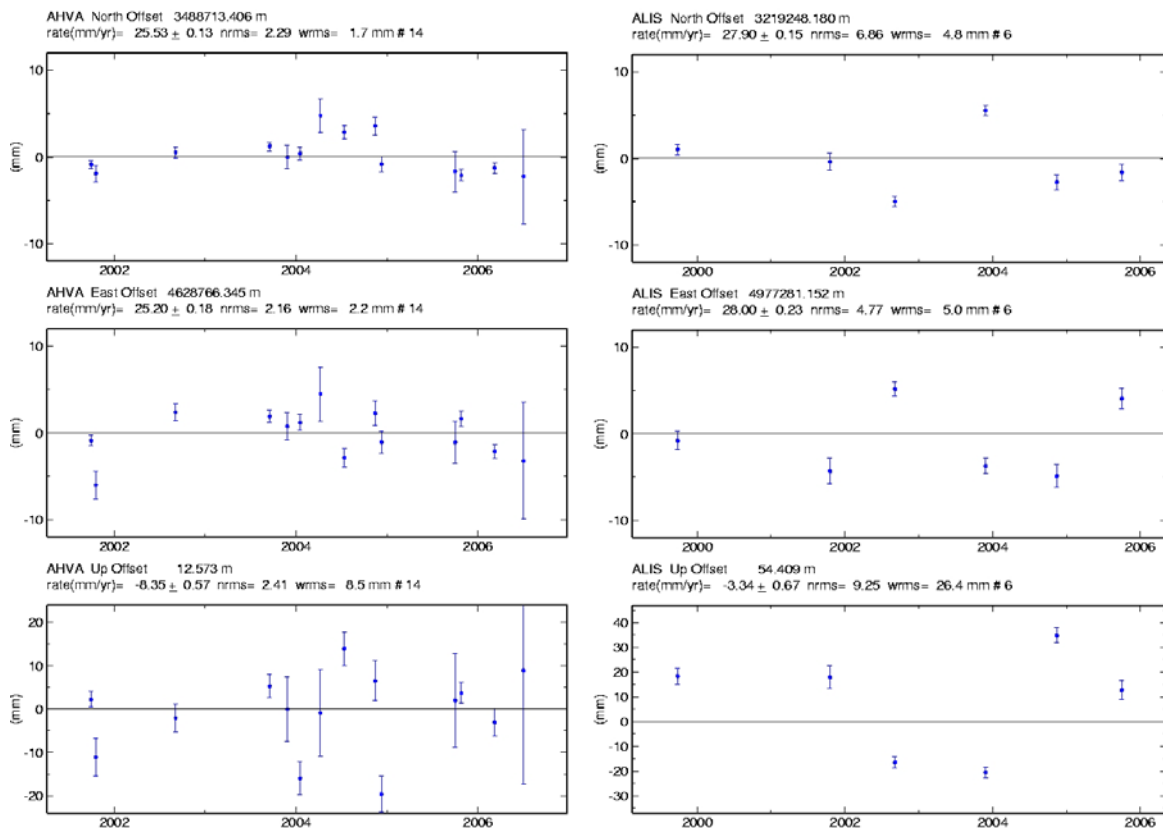 AHVA North Offset 3488713.406 m
rate(mm/yr)= 25.53 ± 0.13 nrms= 2.29 wrms= 1.7 mm # 14
10
0
-10
(mm)
2002 2004 2006
AHVA East Offset 4628766.345 m
rate(mm/yr)= 25.20 ± 0.18 nrms= 2.16 wrms= 2.2 mm # 14
10
0
-10
(mm)
2002 2004 2006
AHVA Up Offset 12.573 m
rate(mm/yr)= -8.35 ± 0.57 nrms= 2.41 wrms= 8.5 mm # 14
20
10
0
-10
-20
(mm)
2002 2004 2006
ALIS North Offset 3219248.180 m
rate(mm/yr)= 27.90 ± 0.15 nrms= 6.86 wrms= 4.8 mm # 6
10
0
-10
(mm)
2000 2002 2004 2006
ALIS East Offset 4977281.152 m
rate(mm/yr)= 28.00 ± 0.23 nrms= 4.77 wrms= 5.0 mm # 6
10
0
-10
(mm)
2000 2002 2004 2006
ALIS Up Offset 54.409 m
rate(mm/yr)= -3.34 ± 0.67 nrms= 9.25 wrms= 26.4 mm # 6
40
30
20
10
0
-10
-20
-30
(mm)
2000 2002 2004 2006